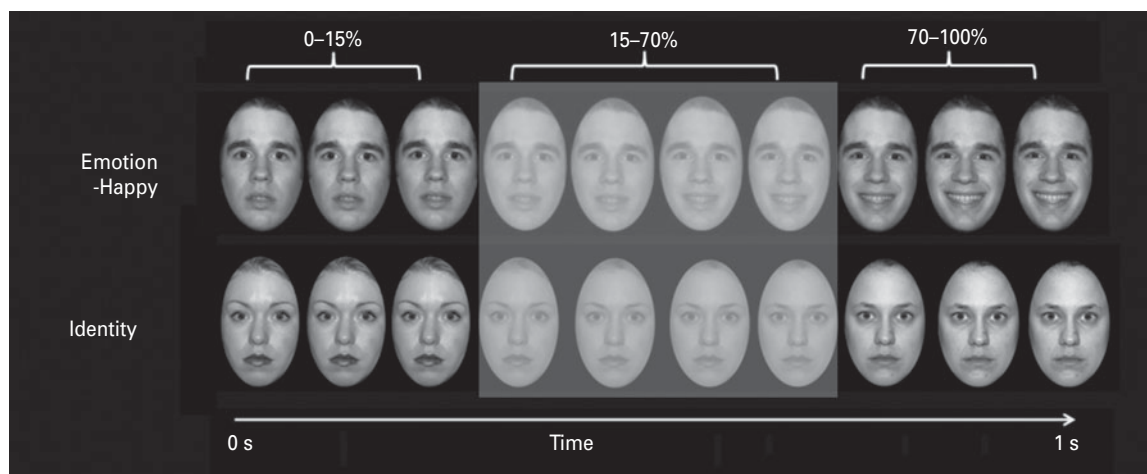 0–15%
15–70%
70–100%
Emotion
-Happy
Identity
0 s
Time
1 s